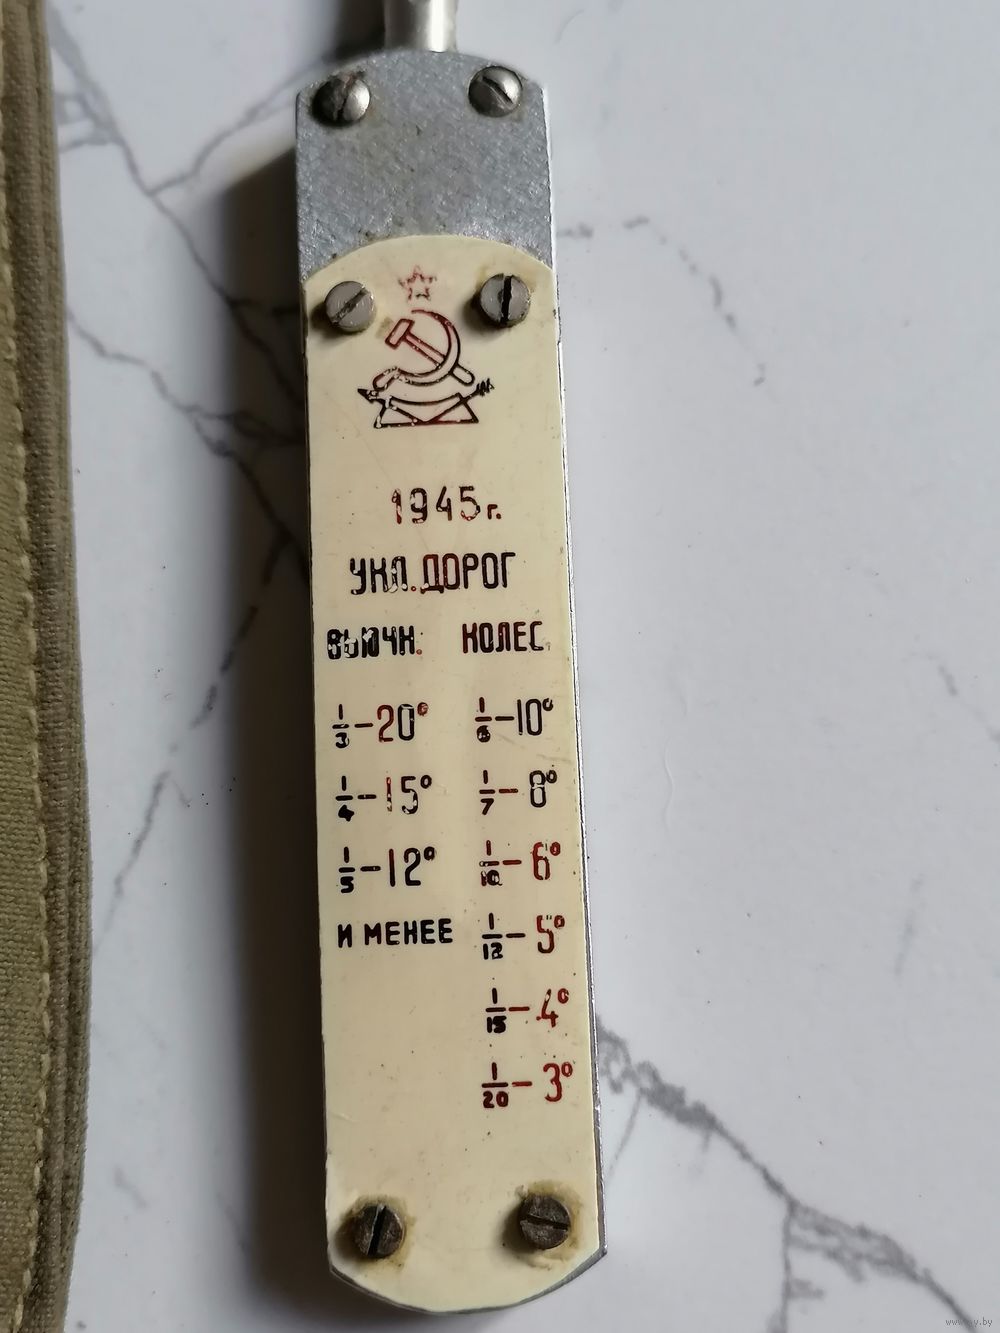 1945г.
УКЛ. ДОРОГ
ВЬЮЧН. КОЛЕС.
1/3-20° 1/6-10°
1/4-15° 1/7-8°
1/5-12° 1/10-6°
И МЕНЕЕ 1/12-5°
1/15-4°
1/20-3°